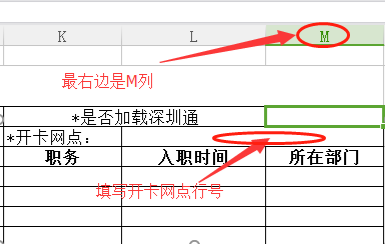 K L M
最右边是M列
*是否加载深圳通
*开卡网点：
职务 入职时间 所在部门
填写开卡网点行号